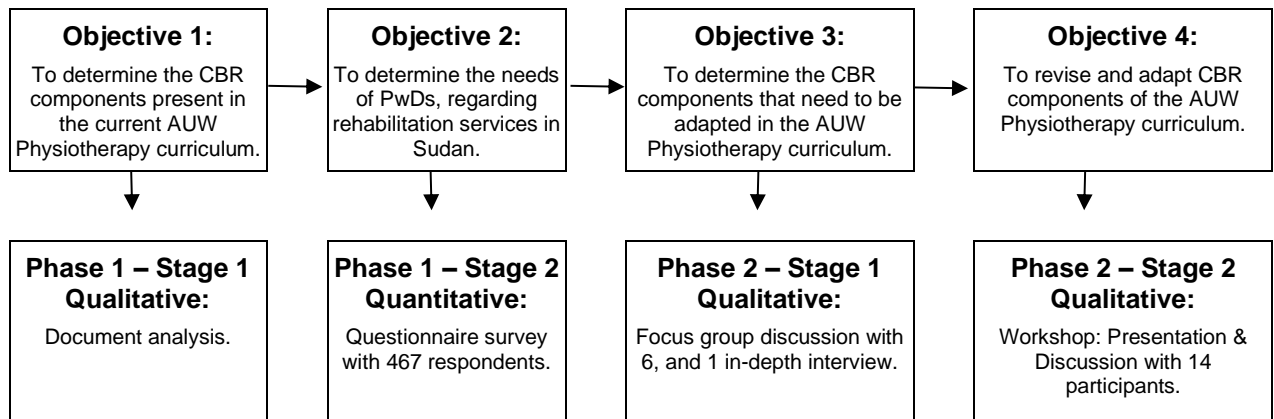 Objective 1:
To determine the CBR
components present in
the current AUW
Physiotherapy curriculum.
Objective 2:
To determine the needs
of PwDs, regarding
rehabilitation services in
Sudan.
Objective 3:
To determine the CBR
components that need to be
adapted in the AUW
Physiotherapy curriculum.
Objective 4:
To revise and adapt CBR
components of the AUW
Physiotherapy curriculum.
Phase 1 – Stage 1
Qualitative:
Document analysis.
Phase 1 – Stage 2
Quantitative:
Questionnaire survey
with 467 respondents.
Phase 2 – Stage 1
Qualitative:
Focus group discussion with
6, and 1 in-depth interview.
Phase 2 – Stage 2
Qualitative:
Workshop: Presentation &
Discussion with 14
participants.